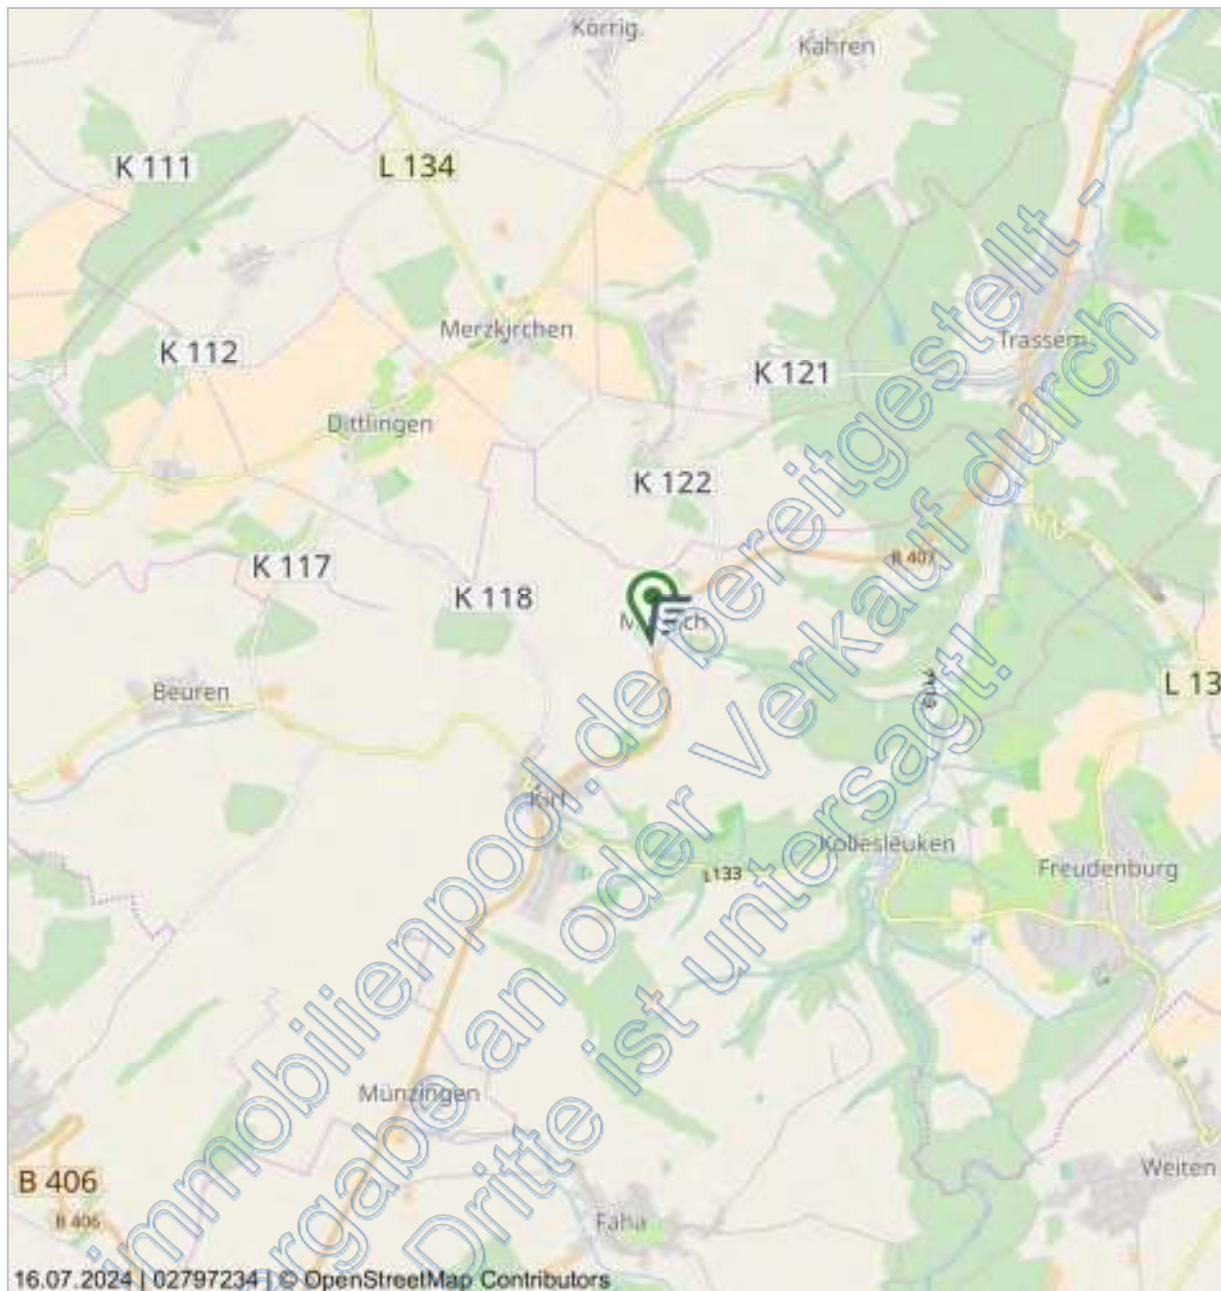 Körrig
Kahren
K 111
L 134
Merzkirchen
Trassem
K 112
K 121
Dittlingen
K 122
B 407
K 117
K 118
L 13
Beuren
Kirf
Kollesleuken
L133
Freudenburg
Münzingen
B 406
B 406
Weiten
Faha
immobilienpool.de bereitgestellt -
ergabe an oder Verkauf durch
Dritte ist untersagt!
16.07.2024 | 02797234 | © OpenStreetMap Contributors